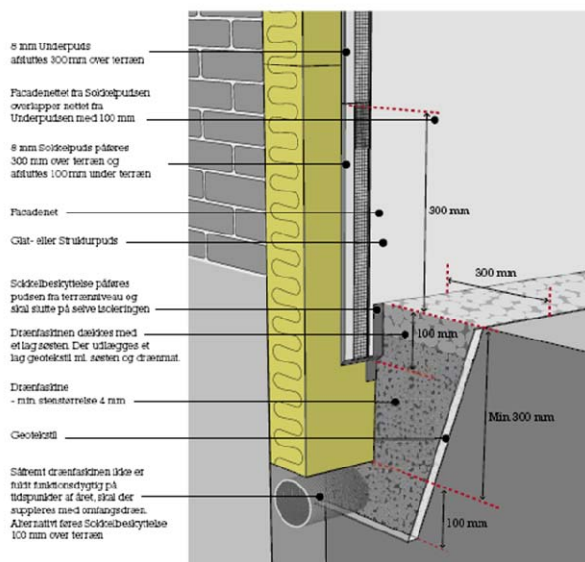 8 mm Underpuds
afsluttes 300mm over terræn
Facadenettet fra Sokkelpudsen
overlapper nettet fra
Underpudsen med 100 mm
8 mm Sokkelpuds påføres
300 mm over terræn og
afsluttes 100mm under terræn
Facadenet
Glat- eller Strukturpuds
Sokkelbeskyttelse påføres
pudsen fra terrænniveau og
skal slutte på selve isoleringen
Drænfaskinen dækkes med
et lag søsten. Der udlægges et
lag geotekstil ml. søsten og drænmat.
Drænfaskine
- min. stenstørrelse 4 mm
Geotekstil
Såfremt drænfaskinen ikke er
fuldt funktionsdygtig på
tidspunkter af året, skal der
suppleres med omfangsdræn.
Alternativt føres Sokkelbeskyttelse
100 mm over terræn
300 mm
300 mm
100 mm
Min.300 mm
100 mm